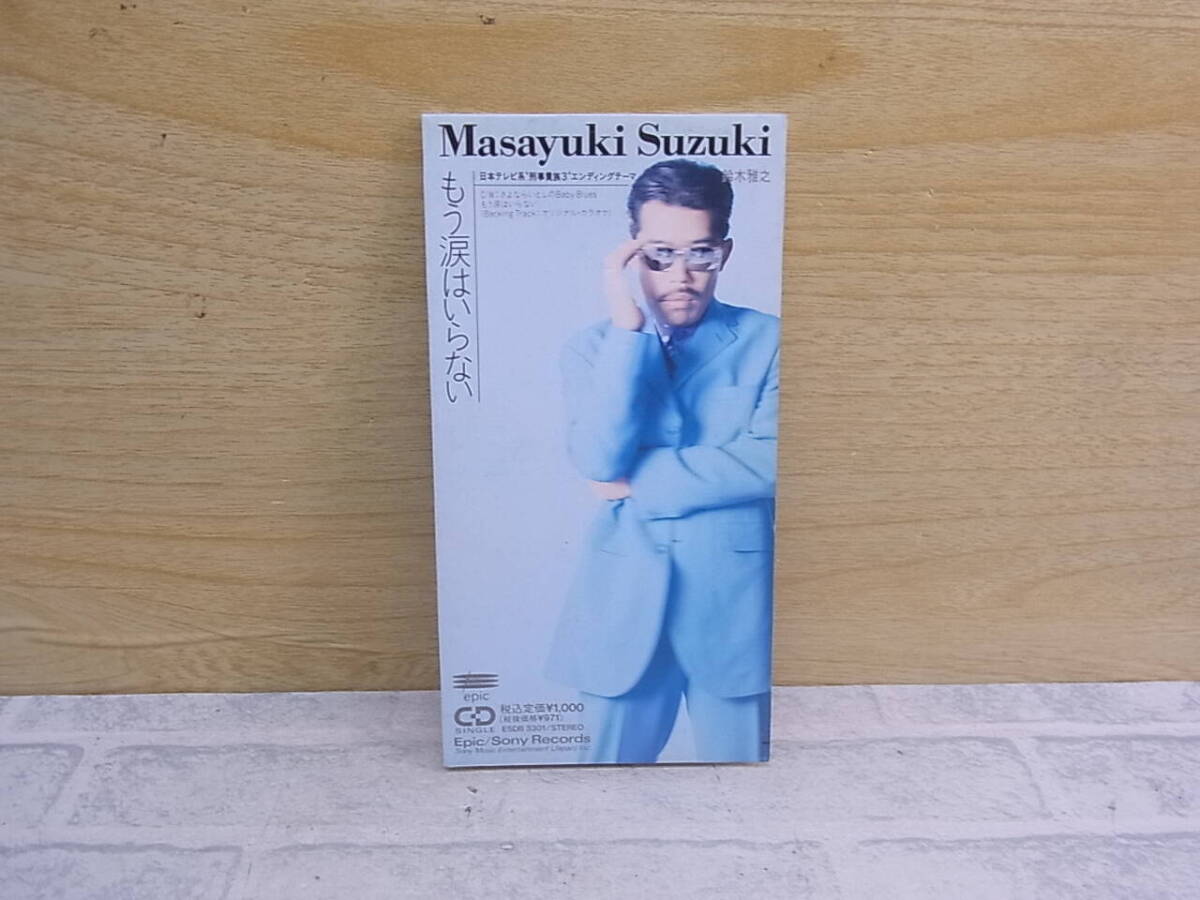 Masayuki Suzuki
鈴木雅之
もう涙はいらない
日本テレビ系"刑事貴族3"エンディングテーマ
C/W:さよならいとしのBaby Blues
もう涙はいらない
(Backing Track:オリジナル・カラオケ)
epic
CD
SINGLE
税込定価¥1,000
(税抜価格¥971)
ESDB 3301/STEREO
Epic/Sony Records
Sony Music Entertainment (Japan) Inc.